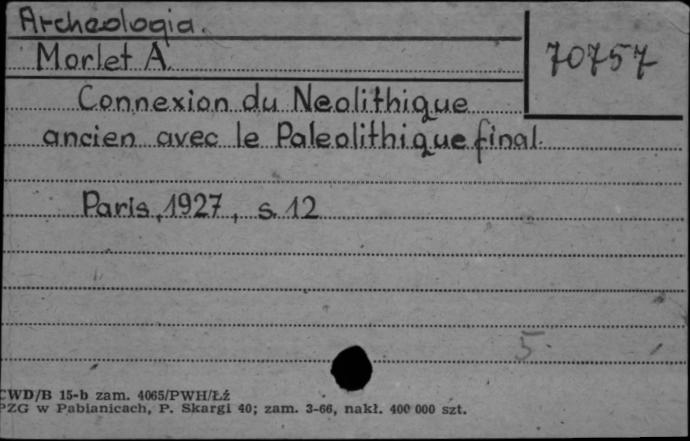 Archeologia.
Morlet A.
70757
Connexion du Neolithique
ancien avec le Paleolithique final.
Paris, 1927, s. 12
5.
CWD/B 15-b zam. 4065/PWH/Łź
PZG w Pabianicach, P. Skargi 40; zam. 3-66, nakł. 400 000 szt.